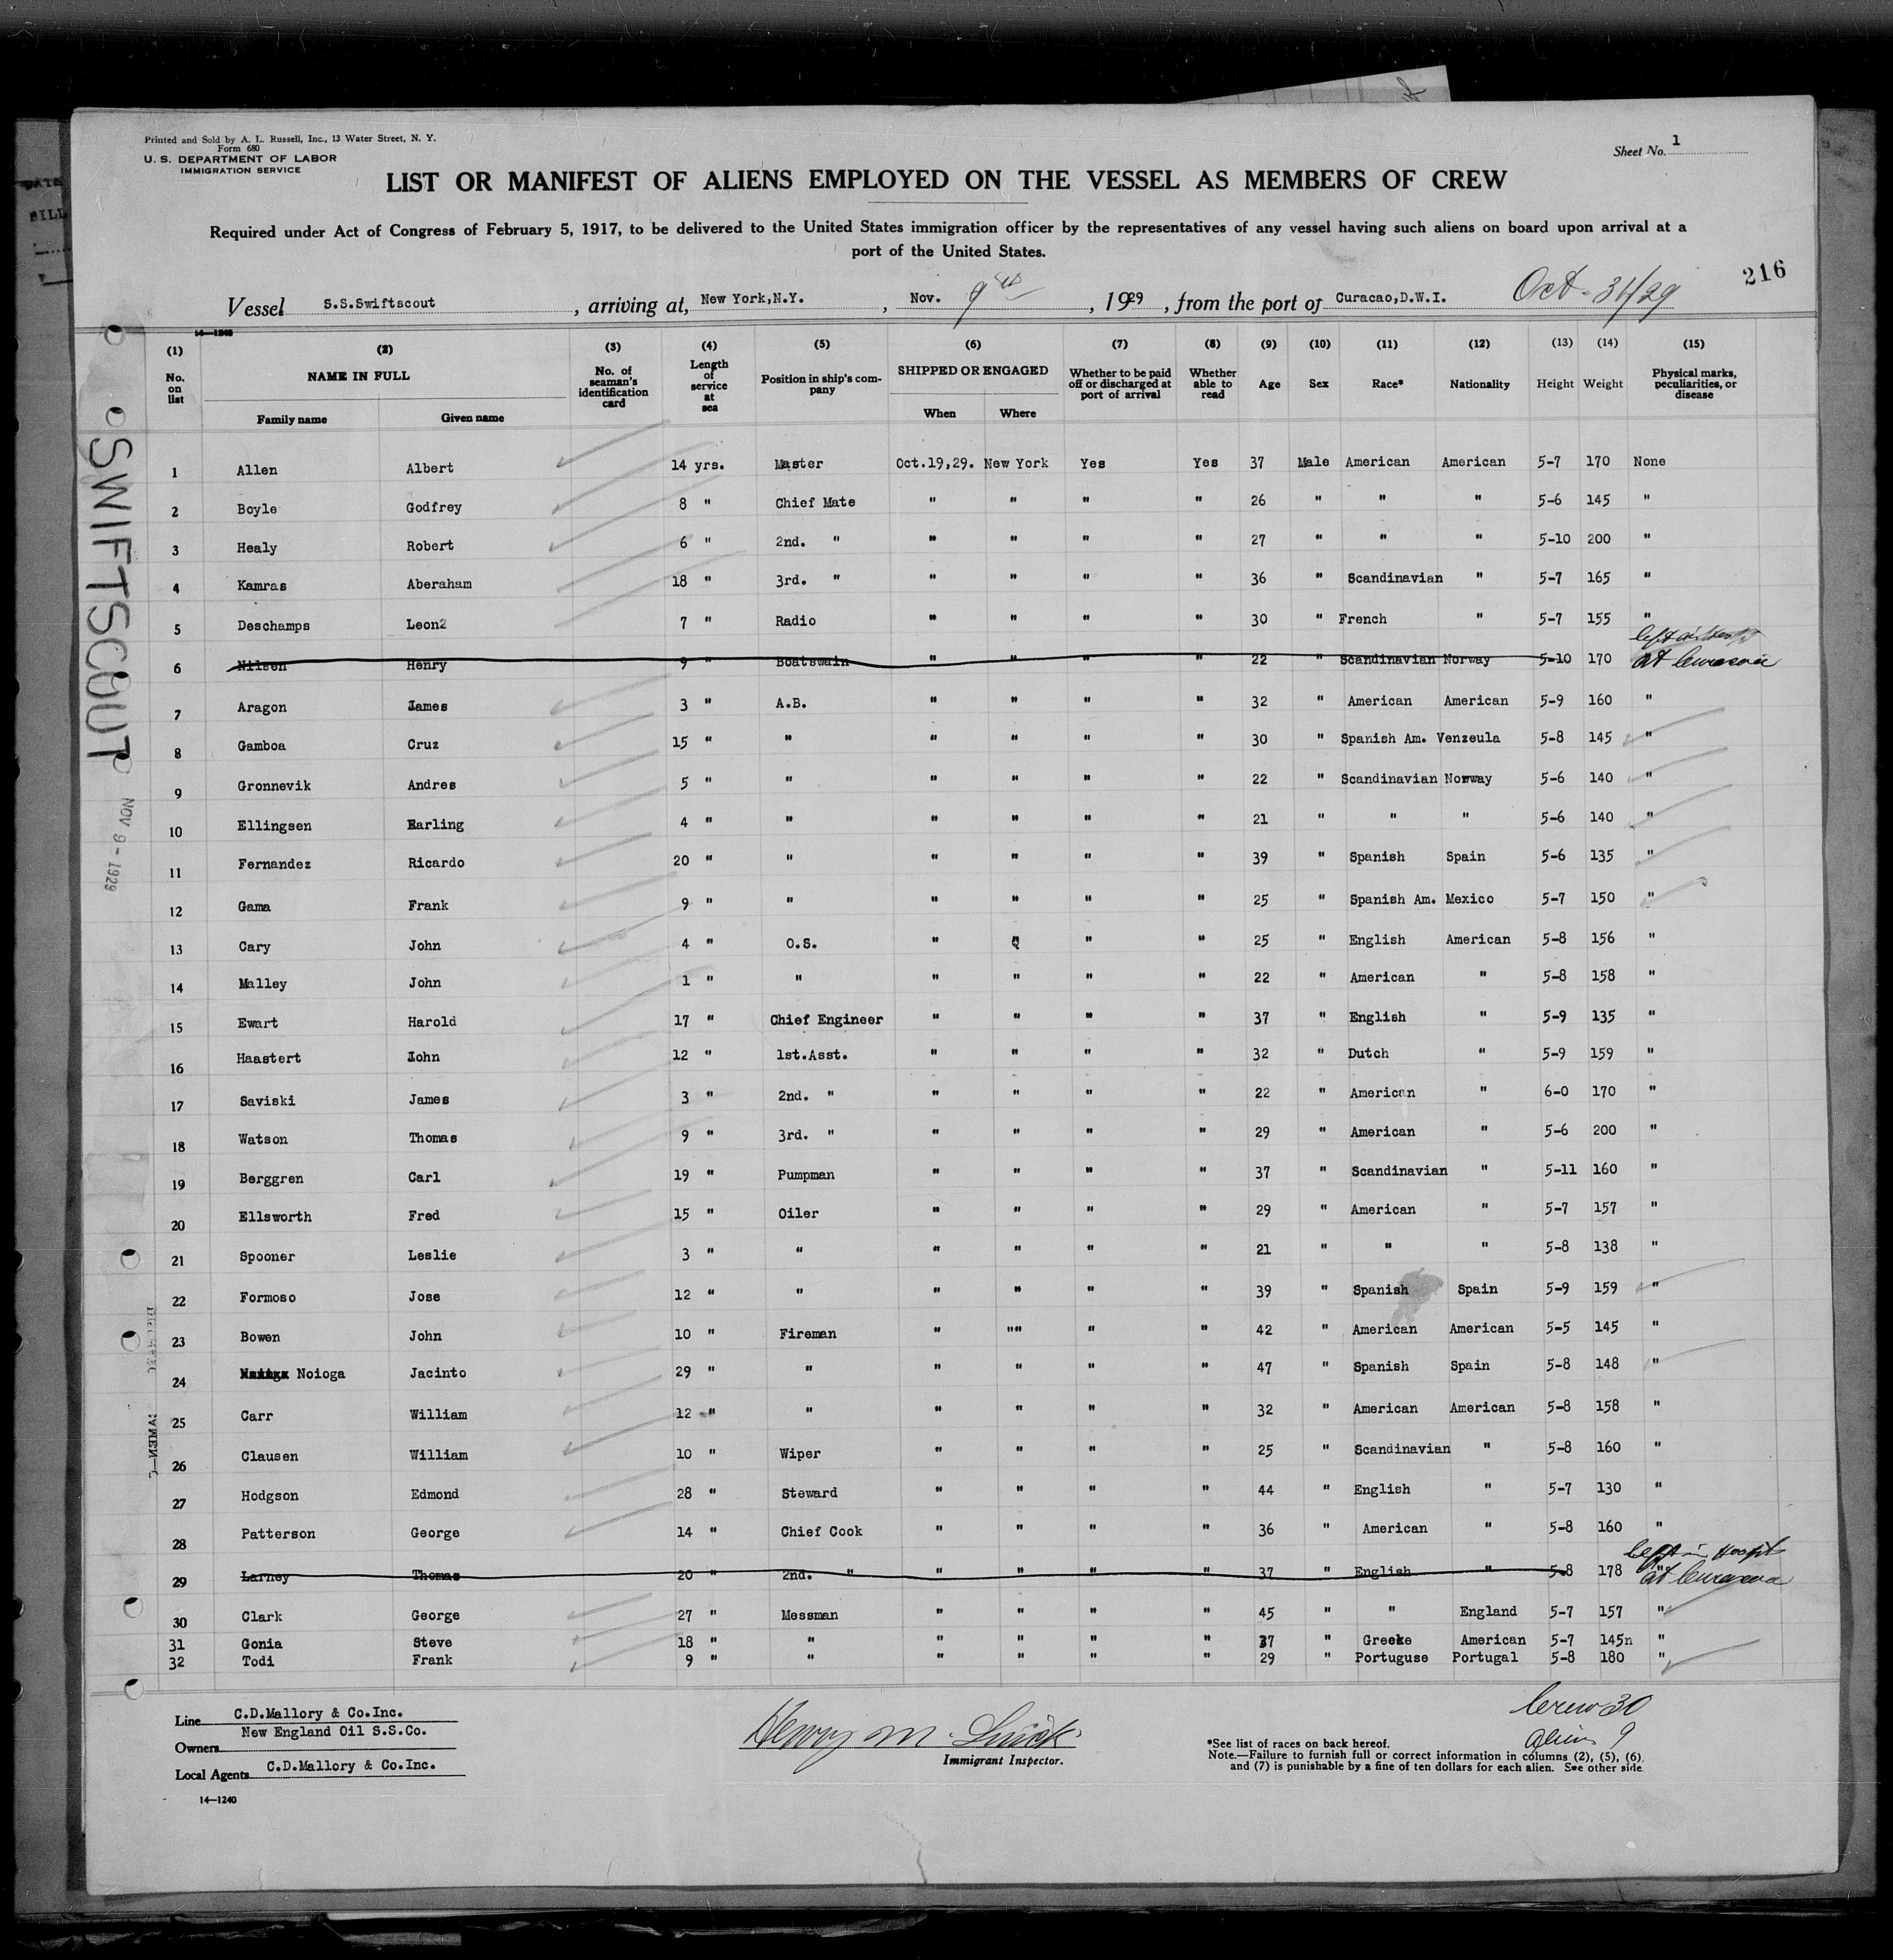 Printed and Sold by A. L. Russell, Inc., 13 Water Street, N. Y.
Form 680
U. S. DEPARTMENT OF LABOR
IMMIGRATION SERVICE
Sheet No. 1
LIST OR MANIFEST OF ALIENS EMPLOYED ON THE VESSEL AS MEMBERS OF CREW
Required under Act of Congress of February 5, 1917, to be delivered to the United States immigration officer by the representatives of any vessel having such aliens on board upon arrival at a
port of the United States.
216
Vessel S.S.Swiftscout, arriving at, New York,N.Y., Nov. 9th, 1929, from the port of Curacao,D.W.I. Oct-31/29
14—1240
(1) No. on list (2) NAME IN FULL Family name Given name (3) No. of seaman's identification card (4) Length of service at sea (5) Position in ship's company (6) SHIPPED OR ENGAGED When Where (7) Whether to be paid off or discharged at port of arrival (8) Whether able to read (9) Age (10) Sex (11) Race* (12) Nationality (13) Height (14) Weight (15) Physical marks, peculiarities, or disease
1 Allen Albert 14 yrs. Master Oct.19,29. New York Yes Yes 37 Male American American 5-7 170 None
2 Boyle Godfrey 8 " Chief Mate " " " " 26 " " " 5-6 145 "
3 Healy Robert 6 " 2nd. " " " " " 27 " " " 5-10 200 "
4 Kamras Aberaham 18 " 3rd. " " " " " 36 " Scandinavian " 5-7 165 "
5 Deschamps Leon2 7 " Radio " " " " 30 " French " 5-7 155 "
6 Nilsen Henry 9 " Boatswain " " " " 22 " Scandinavian Norway 5-10 170 left in Hosp at Curacao
7 Aragon James 3 " A.B. " " " " 32 " American American 5-9 160 "
8 Gamboa Cruz 15 " " " " " " 30 " Spanish Am. Venzeula 5-8 145 "
9 Gronnevik Andres 5 " " " " " " 22 " Scandinavian Norway 5-6 140 "
10 Ellingsen Earling 4 " " " " " " 21 " " " 5-6 140 "
11 Fernandez Ricardo 20 " " " " " " 39 " Spanish Spain 5-6 135 "
12 Gama Frank 9 " " " " " " 25 " Spanish Am. Mexico 5-7 150 "
13 Cary John 4 " O.S. " " " " 25 " English American 5-8 156 "
14 Malley John 1 " " " " " " 22 " American " 5-8 158 "
15 Ewart Harold 17 " Chief Engineer " " " " 37 " English " 5-9 135 "
16 Haastert John 12 " 1st.Asst. " " " " 32 " Dutch " 5-9 159 "
17 Saviski James 3 " 2nd. " " " " " 22 " American " 6-0 170 "
18 Watson Thomas 9 " 3rd. " " " " " 29 " American " 5-6 200 "
19 Berggren Carl 19 " Pumpman " " " " 37 " Scandinavian " 5-11 160 "
20 Ellsworth Fred 15 " Oiler " " " " 29 " American " 5-7 157 "
21 Spooner Leslie 3 " " " " " " 21 " " " 5-8 138 "
22 Formoso Jose 12 " " " " " " 39 " Spanish Spain 5-9 159 "
23 Bowen John 10 " Fireman " "" " " 42 " American American 5-5 145 "
24 Noioga Jacinto 29 " " " " " " 47 " Spanish Spain 5-8 148 "
25 Carr William 12 " " " " " " 32 " American American 5-8 158 "
26 Clausen William 10 " Wiper " " " " 25 " Scandinavian " 5-8 160 "
27 Hodgson Edmond 28 " Steward " " " " 44 " English " 5-7 130 "
28 Patterson George 14 " Chief Cook " " " " 36 " American " 5-8 160 "
29 Larney Thomas 20 " 2nd. " " " " " 37 " English " 5-8 178 " left in Hospt at Curacoa
30 Clark George 27 " Messman " " " " 45 " " England 5-7 157 "
31 Gonia Steve 18 " " " " " " 37 " Greeke American 5-7 145n "
32 Todi Frank 9 " " " " " " 29 " Portuguse Portugal 5-8 180 "
SWIFTSCOUT
NOV 9 - 1929
Line C.D.Mallory & Co.Inc.
Owners New England Oil S.S.Co.
Local Agents C.D.Mallory & Co.Inc.
14—1240
Henry M.
Immigrant Inspector.
Crew 30
Aliens 9
*See list of races on back hereof.
Note.—Failure to furnish full or correct information in columns (2), (5), (6)
and (7) is punishable by a fine of ten dollars for each alien. See other side